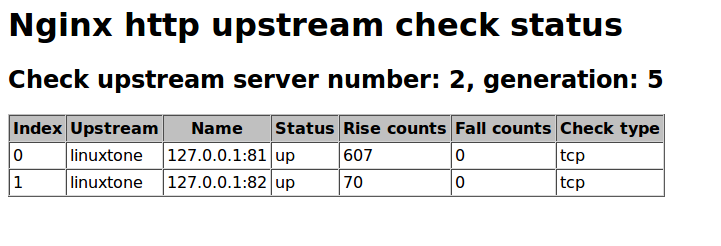 Nginx http upstream check status
Check upstream server number: 2, generation: 5
Index Upstream Name Status Rise counts Fall counts Check type
0 linuxtone 127.0.0.1:81 up 607 0 tcp
1 linuxtone 127.0.0.1:82 up 70 0 tcp